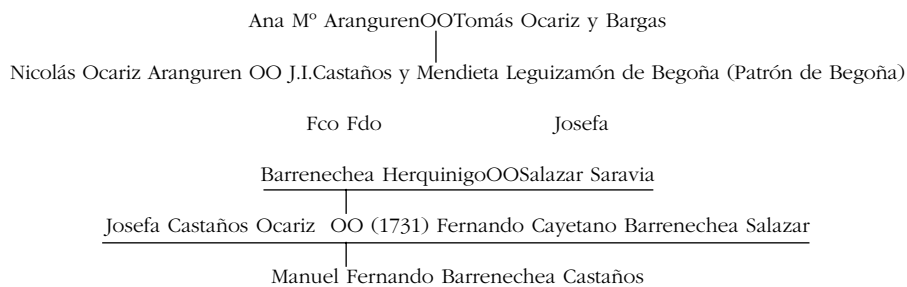 Ana Mº ArangurenOOTomás Ocariz y Bargas
Nicolás Ocariz Aranguren OO J.I.Castaños y Mendieta Leguizamón de Begoña (Patrón de Begoña)
Fco Fdo Josefa
Barrenechea HerquinigoOOSalazar Saravia
Josefa Castaños Ocariz OO (1731) Fernando Cayetano Barrenechea Salazar
Manuel Fernando Barrenechea Castaños